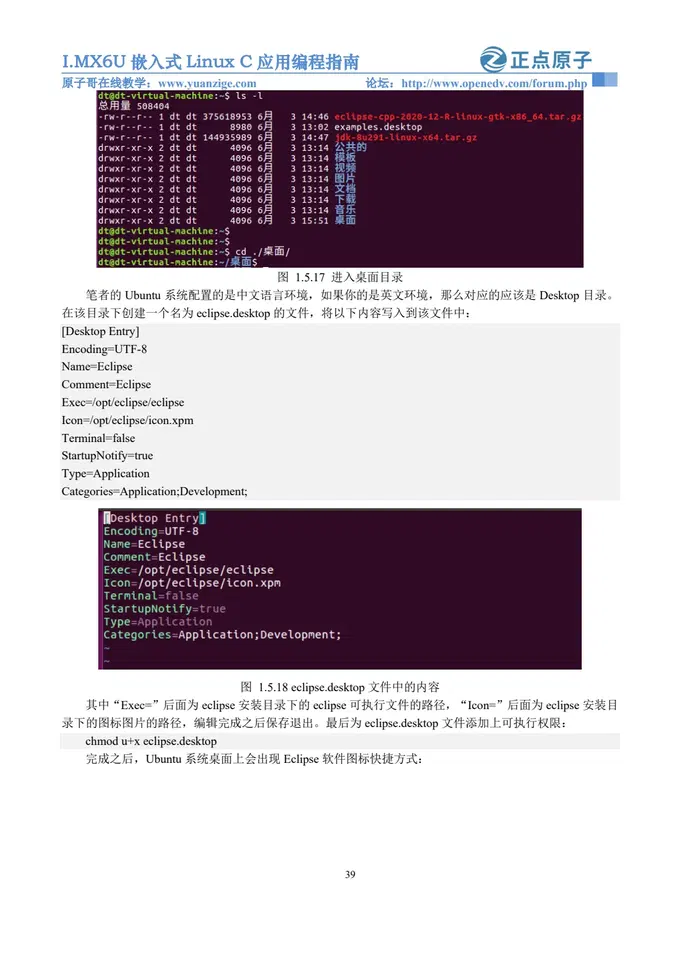 I.MX6U 嵌入式 Linux C 应用编程指南
正点原子
原子哥在线教学：www.yuanzige.com 论坛：http://www.openedv.com/forum.php
dt@dt-virtual-machine:~$ ls -l
总用量 508404
-rw-r--r-- 1 dt dt 375618953 6月 3 14:46 eclipse-cpp-2020-12-R-linux-gtk-x86_64.tar.gz
-rw-r--r-- 1 dt dt 8980 6月 3 13:02 examples.desktop
-rw-r--r-- 1 dt dt 144935989 6月 3 14:47 jdk-8u291-linux-x64.tar.gz
drwxr-xr-x 2 dt dt 4096 6月 3 13:14 公共的
drwxr-xr-x 2 dt dt 4096 6月 3 13:14 模板
drwxr-xr-x 2 dt dt 4096 6月 3 13:14 视频
drwxr-xr-x 2 dt dt 4096 6月 3 13:14 图片
drwxr-xr-x 2 dt dt 4096 6月 3 13:14 文档
drwxr-xr-x 2 dt dt 4096 6月 3 13:14 下载
drwxr-xr-x 2 dt dt 4096 6月 3 13:14 音乐
drwxr-xr-x 2 dt dt 4096 6月 3 15:51 桌面
dt@dt-virtual-machine:~$
dt@dt-virtual-machine:~$
dt@dt-virtual-machine:~$ cd ./桌面/
dt@dt-virtual-machine:~/桌面$
图 1.5.17 进入桌面目录
笔者的 Ubuntu 系统配置的是中文语言环境，如果你的是英文环境，那么对应的应该是 Desktop 目录。
在该目录下创建一个名为 eclipse.desktop 的文件，将以下内容写入到该文件中：
[Desktop Entry]
Encoding=UTF-8
Name=Eclipse
Comment=Eclipse
Exec=/opt/eclipse/eclipse
Icon=/opt/eclipse/icon.xpm
Terminal=false
StartupNotify=true
Type=Application
Categories=Application;Development;
[Desktop Entry]
Encoding=UTF-8
Name=Eclipse
Comment=Eclipse
Exec=/opt/eclipse/eclipse
Icon=/opt/eclipse/icon.xpm
Terminal=false
StartupNotify=true
Type=Application
Categories=Application;Development;
~
~
图 1.5.18 eclipse.desktop 文件中的内容
其中“Exec=”后面为 eclipse 安装目录下的 eclipse 可执行文件的路径，“Icon=”后面为 eclipse 安装目
录下的图标图片的路径，编辑完成之后保存退出。最后为 eclipse.desktop 文件添加上可执行权限：
chmod u+x eclipse.desktop
完成之后，Ubuntu 系统桌面上会出现 Eclipse 软件图标快捷方式：
39